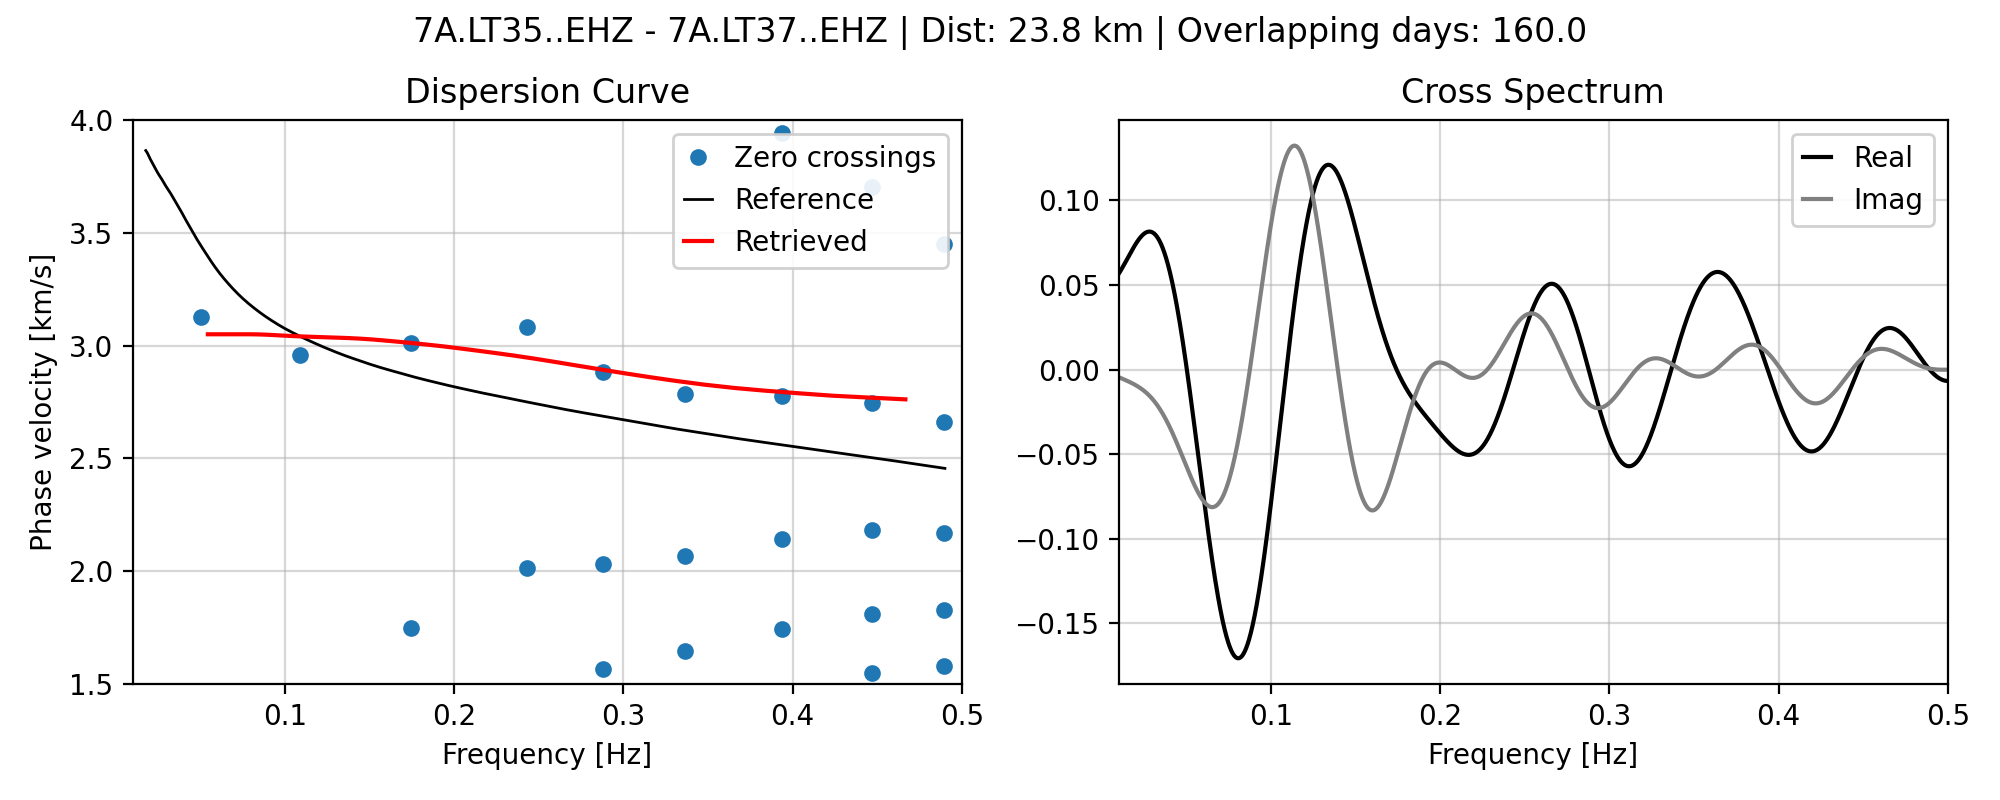 7A.LT35..EHZ - 7A.LT37..EHZ | Dist: 23.8 km | Overlapping days: 160.0
Dispersion Curve
Phase velocity [km/s]
4.0
3.5
3.0
2.5
2.0
1.5
0.1
0.2
0.3
0.4
0.5
Frequency [Hz]
Zero crossings
Reference
Retrieved
Cross Spectrum
0.10
0.05
0.00
−0.05
−0.10
−0.15
0.1
0.2
0.3
0.4
0.5
Frequency [Hz]
Real
Imag